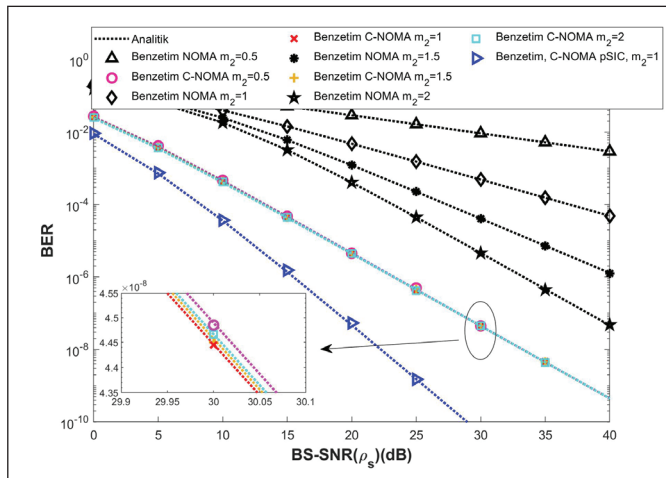 Analitik
Benzetim NOMA m2=0.5
Benzetim C-NOMA m2=0.5
Benzetim NOMA m2=1
Benzetim C-NOMA m2=1
Benzetim NOMA m2=1.5
Benzetim C-NOMA m2=1.5
Benzetim NOMA m2=2
Benzetim C-NOMA m2=2
Benzetim, C-NOMA pSIC, m2=1
10^0
10^-2
10^-4
10^-6
10^-8
10^-10
BER
×10^-8
4.55
4.5
4.45
4.4
4.35
29.9 29.95 30 30.05 30.1
0 5 10 15 20 25 30 35 40
BS-SNR(ρs)(dB)